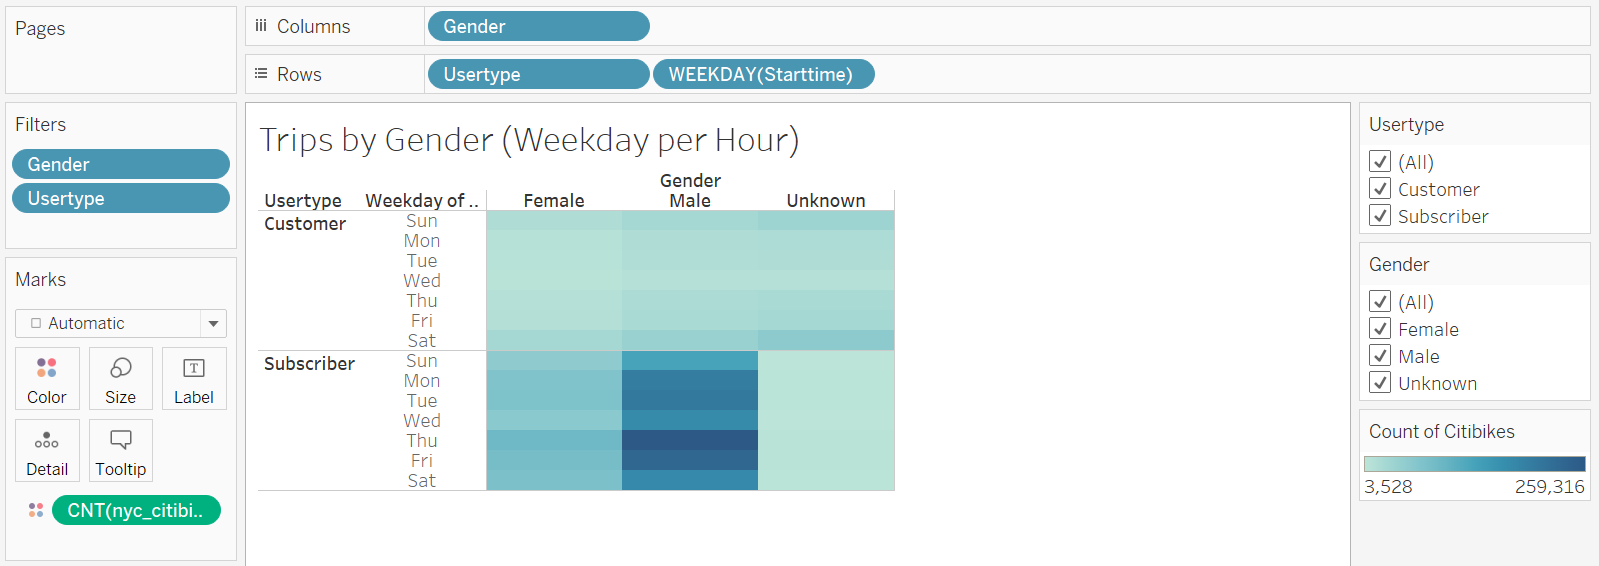 Pages
Columns
Gender
Rows
Usertype WEEKDAY(Starttime)
Filters
Gender
Usertype
Marks
Automatic
Color Size Label
Detail Tooltip
CNT(nyc_citibi..
Trips by Gender (Weekday per Hour)
Gender
Usertype Weekday of .. Female Male Unknown
Customer Sun
Mon
Tue
Wed
Thu
Fri
Sat
Subscriber Sun
Mon
Tue
Wed
Thu
Fri
Sat
Usertype
(All)
Customer
Subscriber
Gender
(All)
Female
Male
Unknown
Count of Citibikes
3,528 259,316